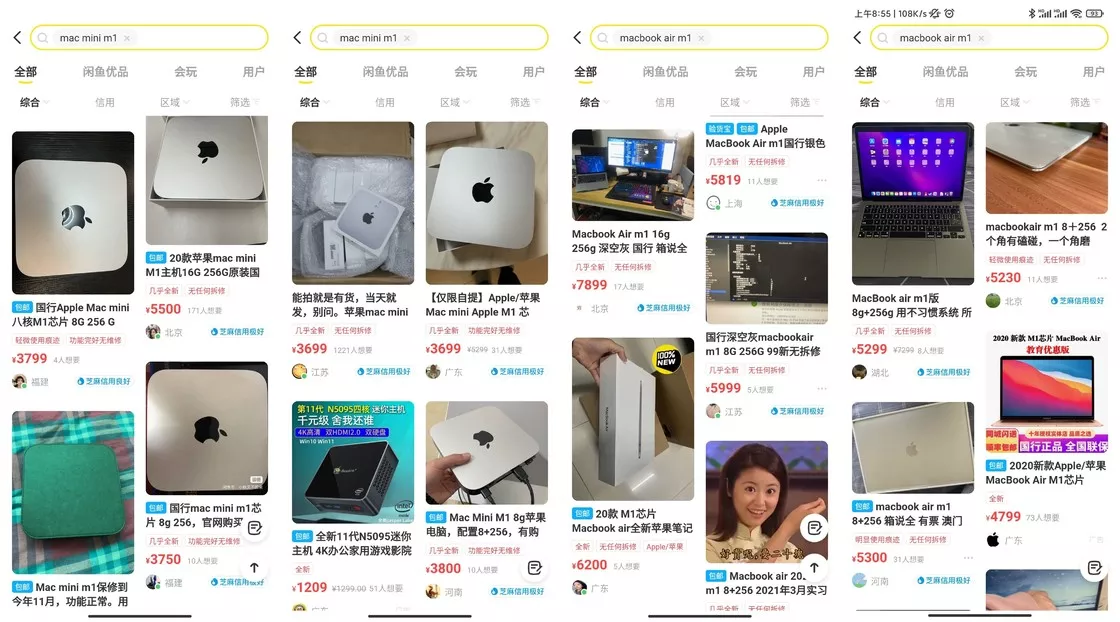 mac mini m1 ×
全部 闲鱼优品 会玩 用户
综合 信用 区域 筛选
包邮 国行Apple Mac mini
八核M1芯片 8G 256 G
轻微使用痕迹 功能完好无维修
¥3799 4人想要
福建 芝麻信用良好
包邮 Mac mini m1保修到
今年11月，功能正常。用
包邮 20款苹果mac mini
M1主机16G 256G原装国
几乎全新 无任何拆修
¥5500 171人想要
北京 芝麻信用极好
包邮 国行mac mini m1芯
片 8g 256，官网购买
几乎全新 功能完好无维修
¥3750 10人想要
福建 芝麻信用极好
mac mini m1 ×
全部 闲鱼优品 会玩 用户
综合 信用 区域 筛选
能拍就是有货，当天就
发，别问。苹果mac mini
几乎全新 无任何拆修
¥3699 1221人想要
江苏 芝麻信用极好
第11代 N5095四核 迷你主机
千元级 舍我还谁
4K高清 双HDMI2.0 双硬盘
Win10 Win11
intel
包邮 全新11代N5095迷你
主机 4K办公家用游戏影院
全新
¥1209 ¥1299.00 51人想要
广东
【仅限自提】Apple/苹果
Mac mini Apple M1 芯
几乎全新 功能完好无维修
¥3699 ¥5299 31人想要
广东 芝麻信用极好
包邮 Mac Mini M1 8g苹果
电脑，配置8+256，有购
几乎全新 功能完好无维修
¥3800 10人想要
河南 芝麻信用极好
macbook air m1 ×
全部 闲鱼优品 会玩 用户
综合 信用 区域 筛选
Macbook Air m1 16g
256g 深空灰 国行 箱说全
几乎全新 无任何拆修
¥7899 17人想要
北京 芝麻信用极好
100%
NEW
MacBook Air
包邮 20款 M1芯片
Macbook air全新苹果笔记
全新 无任何拆修 Apple/苹果
¥6200 5人想要
广东
验货宝 包邮 Apple
MacBook Air m1国行银色
几乎全新 无任何拆修
¥5819 11人想要
上海 芝麻信用极好
国行深空灰macbookair
m1 8G 256G 99新无拆修
几乎全新 无任何拆修
¥5999 5人想要
江苏 芝麻信用极好
包邮 Macbook air 202
m1 8+256 2021年3月实习
几乎全新 无任何拆修
上午8:55 | 108K/s
93
macbook air m1 ×
全部 闲鱼优品 会玩 用户
综合 信用 区域 筛选
MacBook air m1版
8g+256g 用不习惯系统 所
几乎全新 无任何拆修
¥5299 ¥7299 8人想要
湖北 芝麻信用极好
包邮 macbook air m1
8+256 箱说全 有票 澳门
明显使用痕迹 无任何拆修
¥5300 31人想要
河南 芝麻信用极好
macbookair m1 8＋256 2
个角有磕碰，一个角磨
轻微使用痕迹 无任何拆修
¥5230 11人想要
北京 芝麻信用极好
2020 新款 M1芯片 MacBook Air
教育优惠版
同城闪送
顺丰包邮
国行正品 全国联保
包邮 2020新款Apple/苹果
MacBook Air M1芯片
全新
¥4799 73人想要
广东 广告